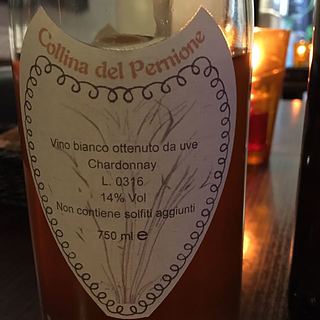 Collina del Pernione
Vino bianco ottenuto da uve
Chardonnay
L. 0316
14% Vol
Non contiene solfiti aggiunti
750 ml e